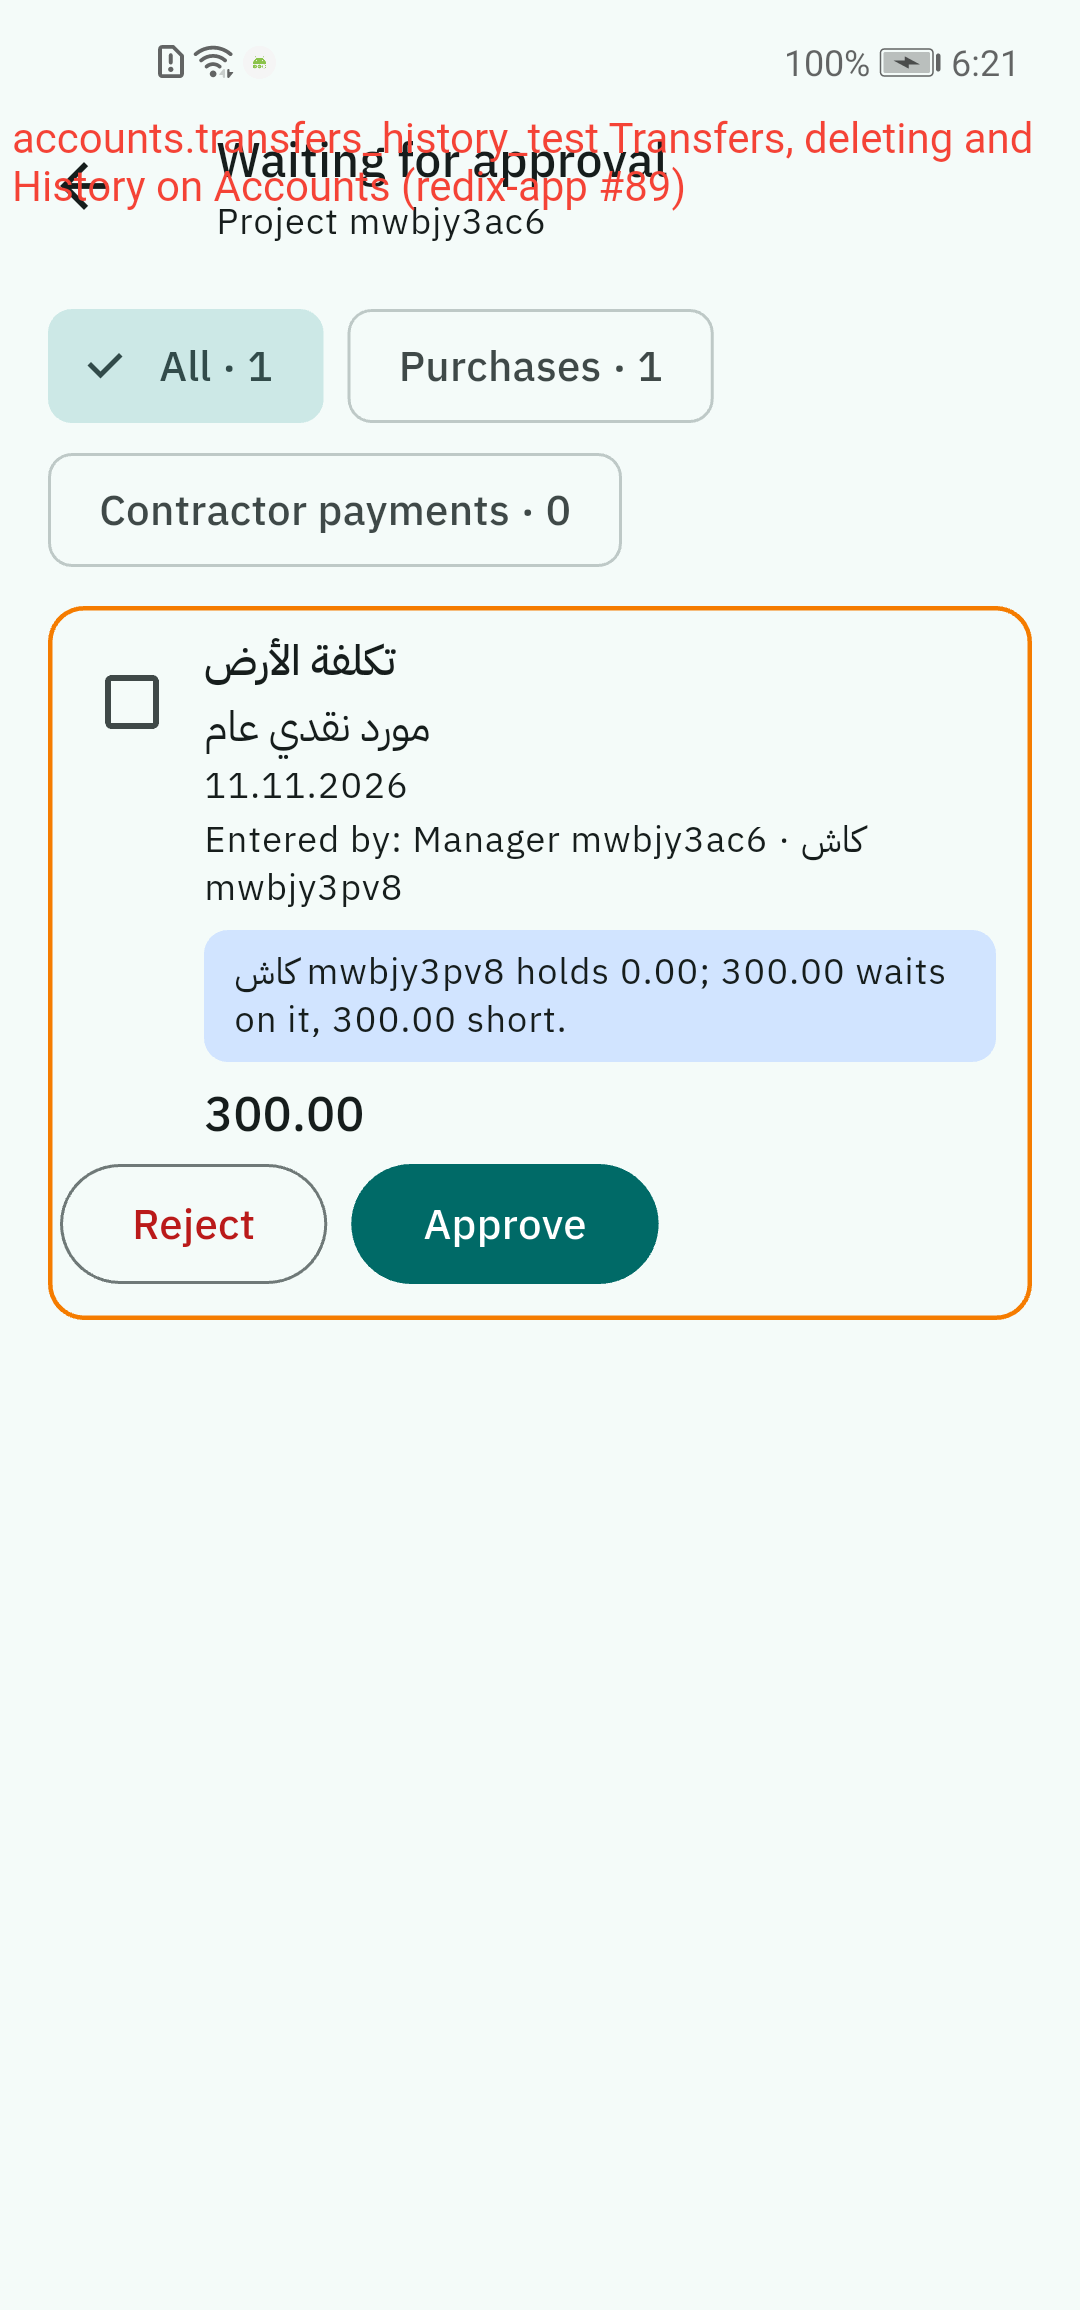 100% 6:21
accounts.transfers_history_test Transfers, deleting and
History on Accounts (redix-app #89)
Waiting for approval
Project mwbjy3ac6
All · 1
Purchases · 1
Contractor payments · 0
تكلفة الأرض
مورد نقدي عام
11.11.2026
Entered by: Manager mwbjy3ac6 · كاش
mwbjy3pv8
كاش mwbjy3pv8 holds 0.00; 300.00 waits
on it, 300.00 short.
300.00
Reject
Approve